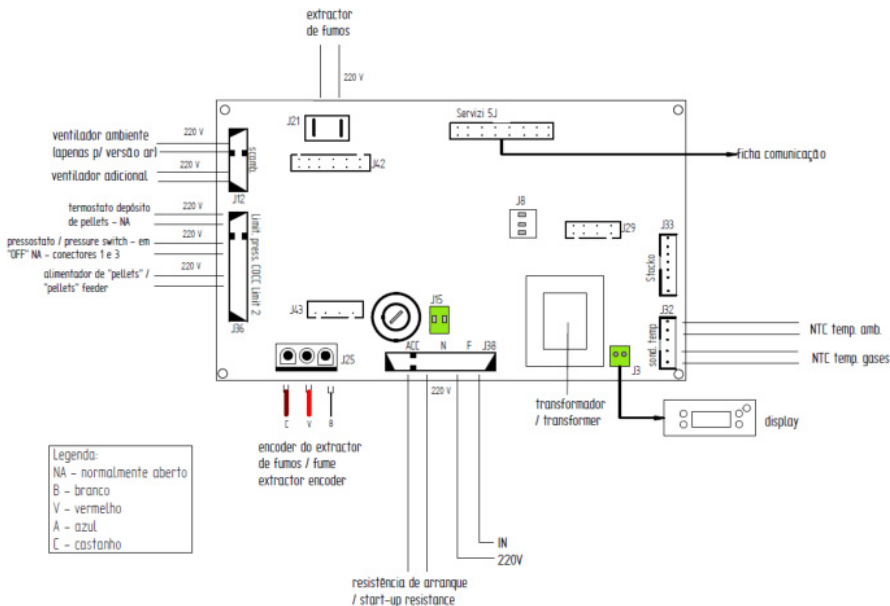 extractor
de fumos
220 V
Servizi 5J
J21
J42
ficha comunicação
ventilador ambiente
(apenas p/ versão ar)
220 V
220 V
ventilador adicional
scamb.
J12
termostato depósito
de pellets - NA
220 V
pressostato / pressure switch - em
"OFF" NA - conectores 1 e 3
220 V
alimentador de "pellets" /
"pellets" feeder
220 V
Limit. press. COCC Limit 2
J36
J8
J29
J33
Stocko
J43
J15
J32
sond. temp
NTC temp. amb.
NTC temp. gases
ACC N F J38
J25
J3
220 V
C V B
transformador
/ transformer
display
encoder do extractor
de fumos / fume
extractor encoder
Legenda:
NA - normalmente aberto
B - branco
V - vermelho
A - azul
C - castanho
IN
220V
resistência de arranque
/ start-up resistance